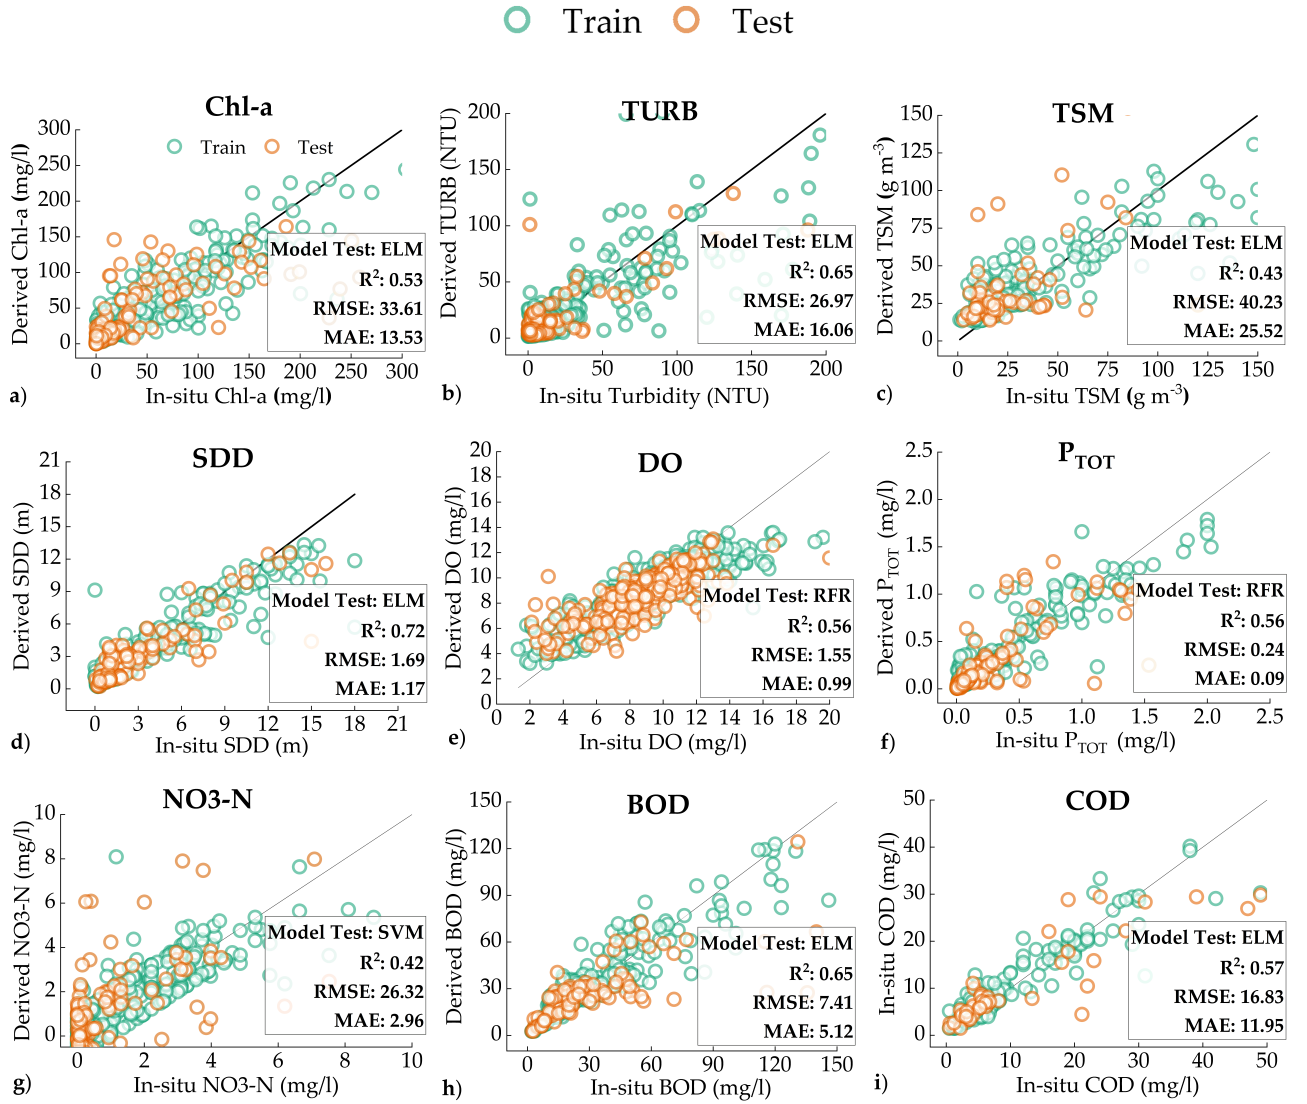 Train Test
Chl-a
300
250
200
150
100
50
0
Derived Chl-a (mg/l)
Train Test
Model Test: ELM
R²: 0.53
RMSE: 33.61
MAE: 13.53
0 50 100 150 200 250 300
a) In-situ Chl-a (mg/l)
TURB
200
150
100
50
0
Derived TURB (NTU)
Model Test: ELM
R²: 0.65
RMSE: 26.97
MAE: 16.06
0 50 100 150 200
b) In-situ Turbidity (NTU)
TSM
150
125
100
75
50
25
0
Derived TSM (g m⁻³)
Model Test: ELM
R²: 0.43
RMSE: 40.23
MAE: 25.52
0 25 50 75 100 125 150
c) In-situ TSM (g m⁻³)
SDD
21
18
15
12
9
6
3
0
Derived SDD (m)
Model Test: ELM
R²: 0.72
RMSE: 1.69
MAE: 1.17
0 3 6 9 12 15 18 21
d) In-situ SDD (m)
DO
20
18
16
14
12
10
8
6
4
2
0
Derived DO (mg/l)
Model Test: RFR
R²: 0.56
RMSE: 1.55
MAE: 0.99
2 4 6 8 10 12 14 16 18 20
e) In-situ DO (mg/l)
P_TOT
2.5
2.0
1.5
1.0
0.5
0.0
Derived P_TOT (mg/l)
Model Test: RFR
R²: 0.56
RMSE: 0.24
MAE: 0.09
0.0 0.5 1.0 1.5 2.0 2.5
f) In-situ P_TOT (mg/l)
NO3-N
10
8
6
4
2
0
Derived NO3-N (mg/l)
Model Test: SVM
R²: 0.42
RMSE: 26.32
MAE: 2.96
0 2 4 6 8 10
g) In-situ NO3-N (mg/l)
BOD
150
120
90
60
30
0
Derived BOD (mg/l)
Model Test: ELM
R²: 0.65
RMSE: 7.41
MAE: 5.12
0 30 60 90 120 150
h) In-situ BOD (mg/l)
COD
50
40
30
20
10
0
In-situ COD (mg/l)
Model Test: ELM
R²: 0.57
RMSE: 16.83
MAE: 11.95
0 10 20 30 40 50
i) In-situ COD (mg/l)